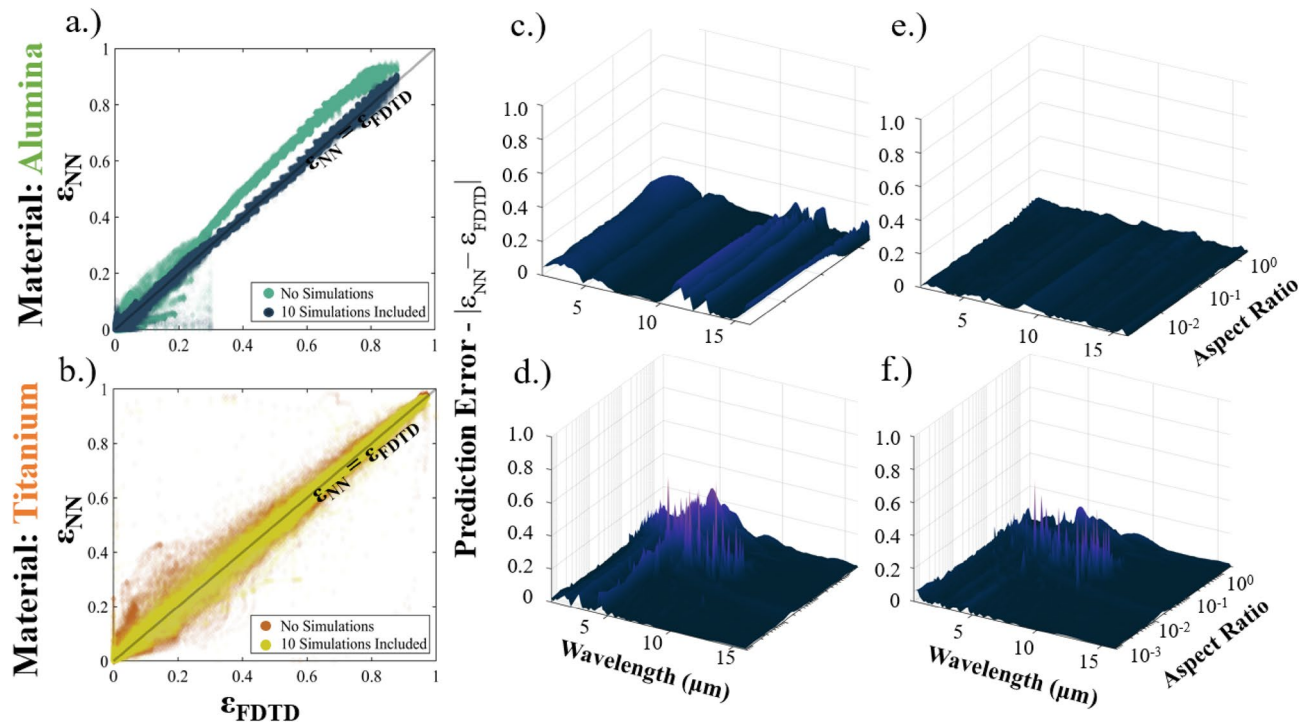 a.)
Material: Alumina
ε_NN
1
0.8
0.6
0.4
0.2
0
0 0.2 0.4 0.6 0.8 1
ε_NN = ε_FDTD
No Simulations
10 Simulations Included
b.)
Material: Titanium
ε_NN
1
0.8
0.6
0.4
0.2
0
0 0.2 0.4 0.6 0.8 1
ε_NN = ε_FDTD
No Simulations
10 Simulations Included
ε_FDTD
Prediction Error - |ε_NN − ε_FDTD|
c.)
1.0
0.8
0.6
0.4
0.2
0
5 10 15
e.)
1.0
0.8
0.6
0.4
0.2
0
5 10 15
10⁻² 10⁻¹ 10⁰
Aspect Ratio
d.)
1.0
0.8
0.6
0.4
0.2
0
5 10 15
Wavelength (µm)
f.)
1.0
0.8
0.6
0.4
0.2
0
5 10 15
Wavelength (µm)
10⁻³ 10⁻² 10⁻¹ 10⁰
Aspect Ratio